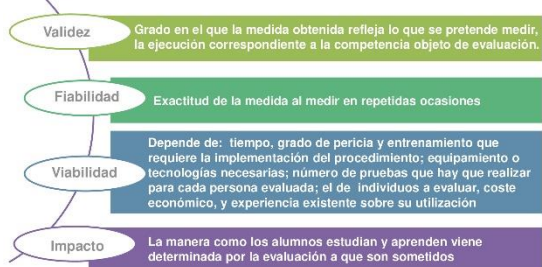 Validez
Grado en el que la medida obtenida refleja lo que se pretende medir,
la ejecución correspondiente a la competencia objeto de evaluación.
Fiabilidad
Exactitud de la medida al medir en repetidas ocasiones
Viabilidad
Depende de: tiempo, grado de pericia y entrenamiento que
requiere la implementación del procedimiento; equipamiento o
tecnologías necesarias; número de pruebas que hay que realizar
para cada persona evaluada; el de individuos a evaluar, coste
económico, y experiencia existente sobre su utilización
Impacto
La manera como los alumnos estudian y aprenden viene
determinada por la evaluación a que son sometidos